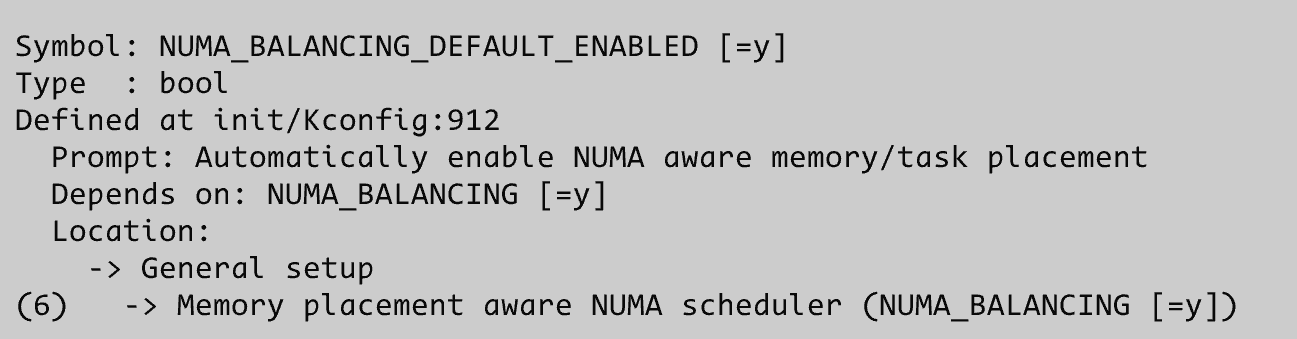 Symbol: NUMA_BALANCING_DEFAULT_ENABLED [=y]
Type  : bool
Defined at init/Kconfig:912
  Prompt: Automatically enable NUMA aware memory/task placement
  Depends on: NUMA_BALANCING [=y]
  Location:
    -> General setup
(6)   -> Memory placement aware NUMA scheduler (NUMA_BALANCING [=y])